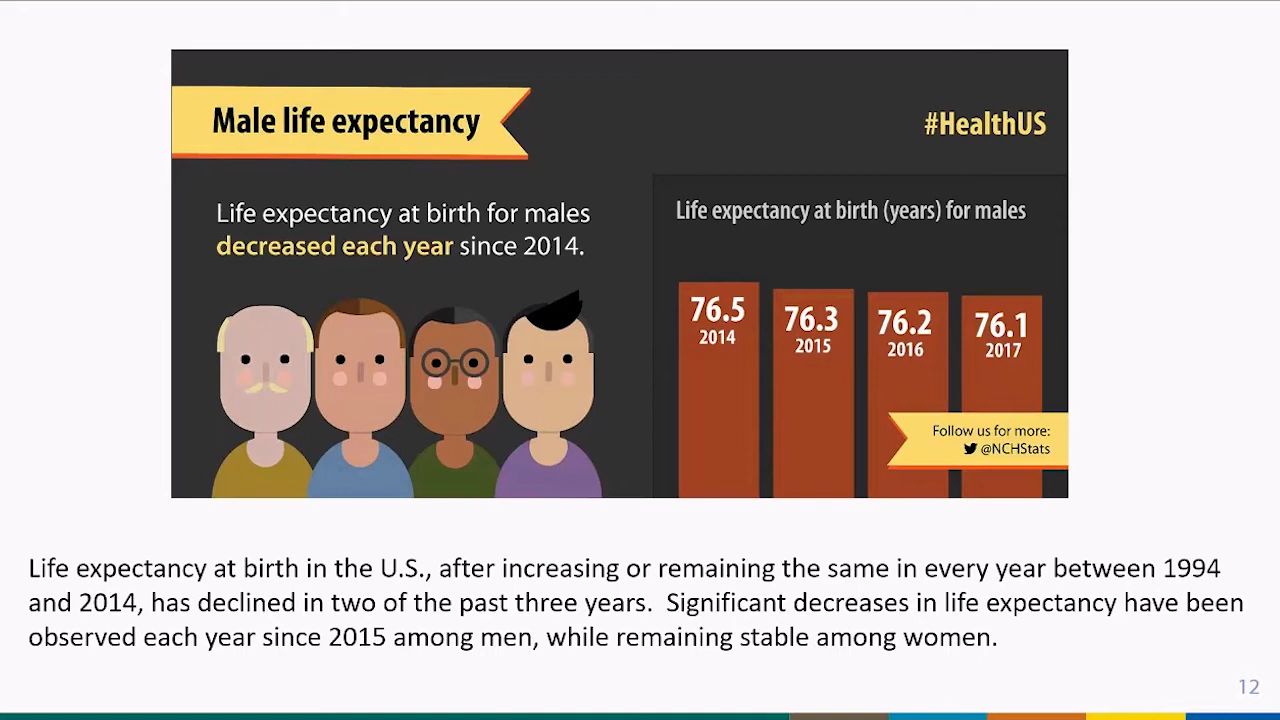 Male life expectancy
#HealthUS
Life expectancy at birth for males
decreased each year since 2014.
Life expectancy at birth (years) for males
76.5
2014
76.3
2015
76.2
2016
76.1
2017
Follow us for more:
@NCHStats
Life expectancy at birth in the U.S., after increasing or remaining the same in every year between 1994
and 2014, has declined in two of the past three years.  Significant decreases in life expectancy have been
observed each year since 2015 among men, while remaining stable among women.
12